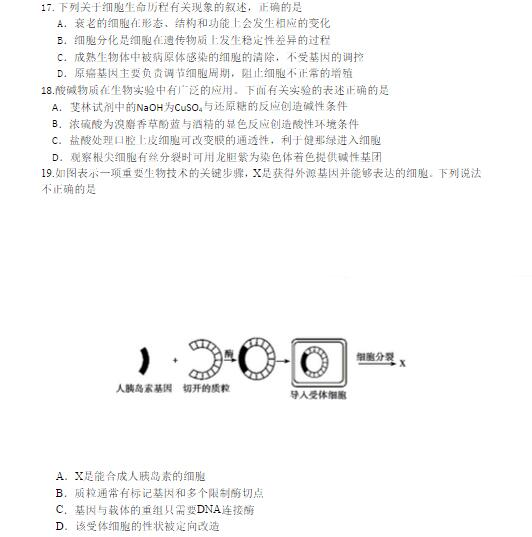 17. 下列关于细胞生命历程有关现象的叙述，正确的是
A．衰老的细胞在形态、结构和功能上会发生相应的变化
B．细胞分化是细胞在遗传物质上发生稳定性差异的过程
C．成熟生物体中被病原体感染的细胞的清除，不受基因的调控
D．原癌基因主要负责调节细胞周期，阻止细胞不正常的增殖
18.酸碱物质在生物实验中有广泛的应用。下面有关实验的表述正确的是
A．斐林试剂中的NaOH为CuSO₄与还原糖的反应创造碱性条件
B．浓硫酸为溴麝香草酚蓝与酒精的显色反应创造酸性环境条件
C．盐酸处理口腔上皮细胞可改变膜的通透性，利于健那绿进入细胞
D．观察根尖细胞有丝分裂时可用龙胆紫为染色体着色提供碱性基团
19.如图表示一项重要生物技术的关键步骤，X是获得外源基因并能够表达的细胞。下列说法
不正确的是
+ 酶 细胞分裂 X
人胰岛素基因 切开的质粒 导入受体细胞
A．X是能合成人胰岛素的细胞
B．质粒通常有标记基因和多个限制酶切点
C．基因与载体的重组只需要DNA连接酶
D．该受体细胞的性状被定向改造